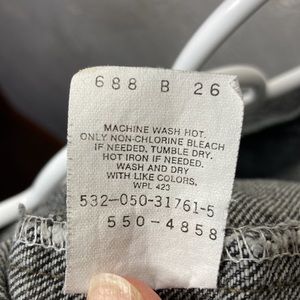 688 B 26
MACHINE WASH HOT.
ONLY NON-CHLORINE BLEACH
IF NEEDED. TUMBLE DRY.
HOT IRON IF NEEDED.
WASH AND DRY
WITH LIKE COLORS.
WPL 423
532-050-31761-5
550-4858